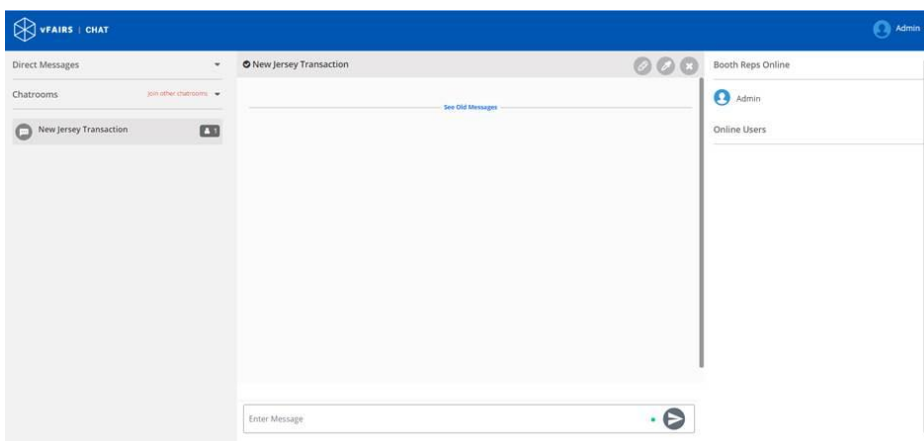 vFAIRS | CHAT
Admin
Direct Messages
Chatrooms
Join other chatrooms
New Jersey Transaction
1
New Jersey Transaction
See Old Messages
Enter Message
Booth Reps Online
Admin
Online Users